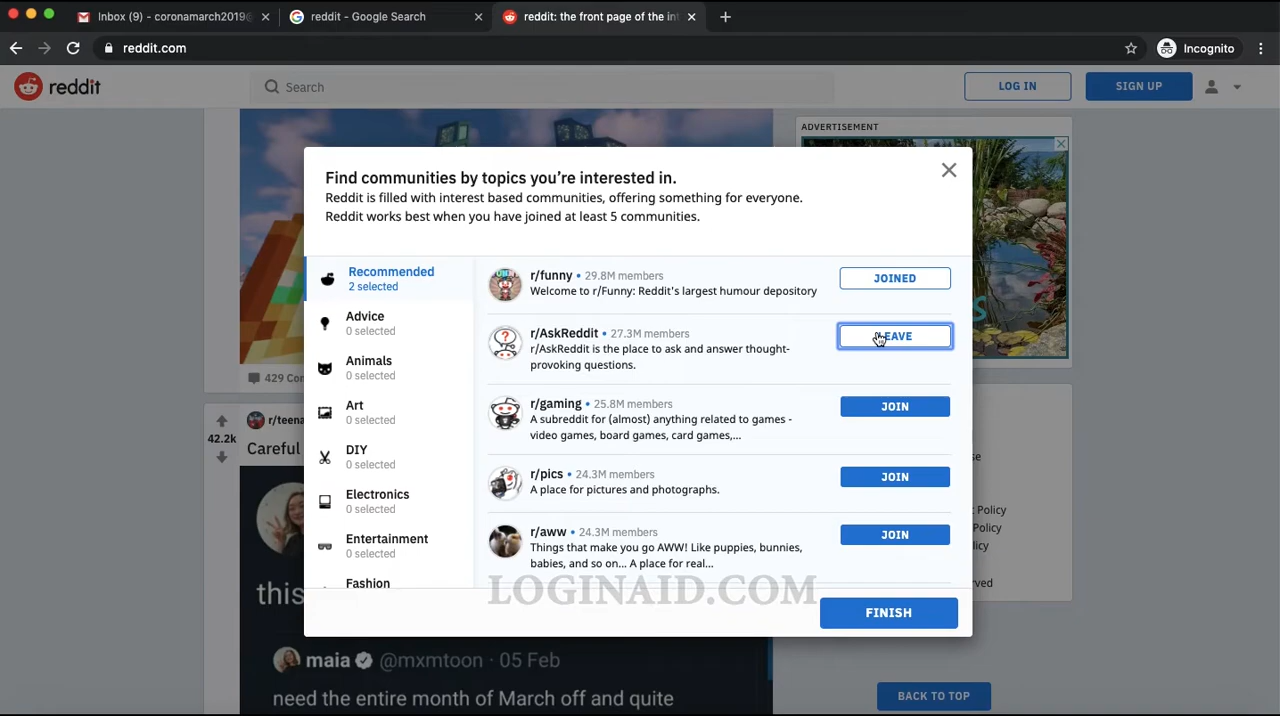 Inbox (9) - coronamarch2019@
reddit - Google Search
reddit: the front page of the int
reddit.com
Incognito
reddit
Search
LOG IN
SIGN UP
ADVERTISEMENT
Find communities by topics you're interested in.
Reddit is filled with interest based communities, offering something for everyone.
Reddit works best when you have joined at least 5 communities.
Recommended
2 selected
Advice
0 selected
Animals
0 selected
Art
0 selected
DIY
0 selected
Electronics
0 selected
Entertainment
0 selected
Fashion
r/funny • 29.8M members
Welcome to r/Funny: Reddit's largest humour depository
JOINED
r/AskReddit • 27.3M members
r/AskReddit is the place to ask and answer thought-
provoking questions.
LEAVE
r/gaming • 25.8M members
A subreddit for (almost) anything related to games -
video games, board games, card games,...
JOIN
r/pics • 24.3M members
A place for pictures and photographs.
JOIN
r/aww • 24.3M members
Things that make you go AWW! Like puppies, bunnies,
babies, and so on... A place for real...
JOIN
FINISH
LOGINAID.COM
429 Com
r/teena
42.2k
Careful
this
maia @mxmtoon · 05 Feb
need the entire month of March off and quite
t Policy
Policy
BACK TO TOP